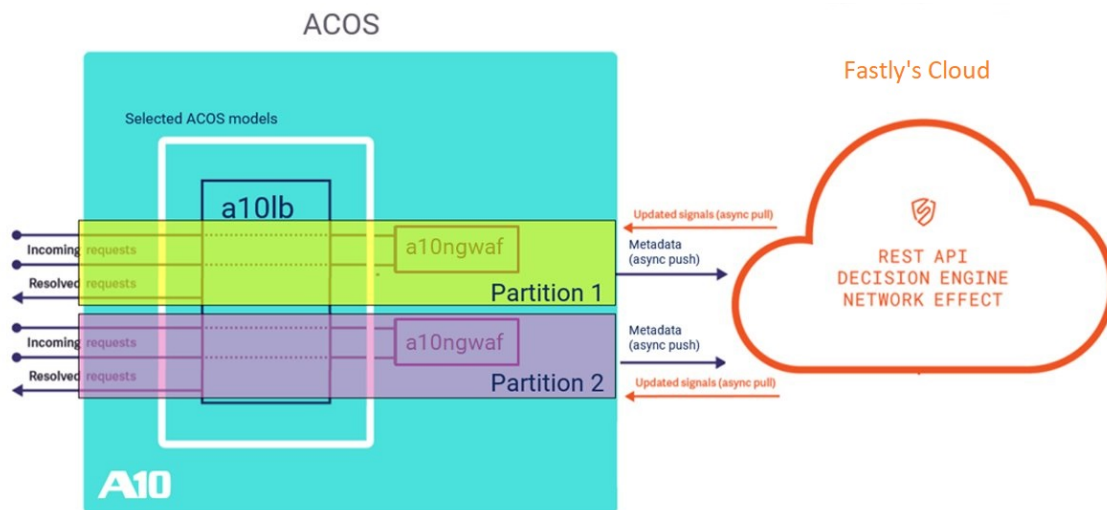 ACOS
Fastly's Cloud
Selected ACOS models
a10lb
Updated signals (async pull)
Incoming requests
a10ngwaf
Metadata
(async push)
REST API
DECISION ENGINE
NETWORK EFFECT
Resolved requests
Partition 1
Incoming requests
a10ngwaf
Metadata
(async push)
Resolved requests
Partition 2
Updated signals (async pull)
A10